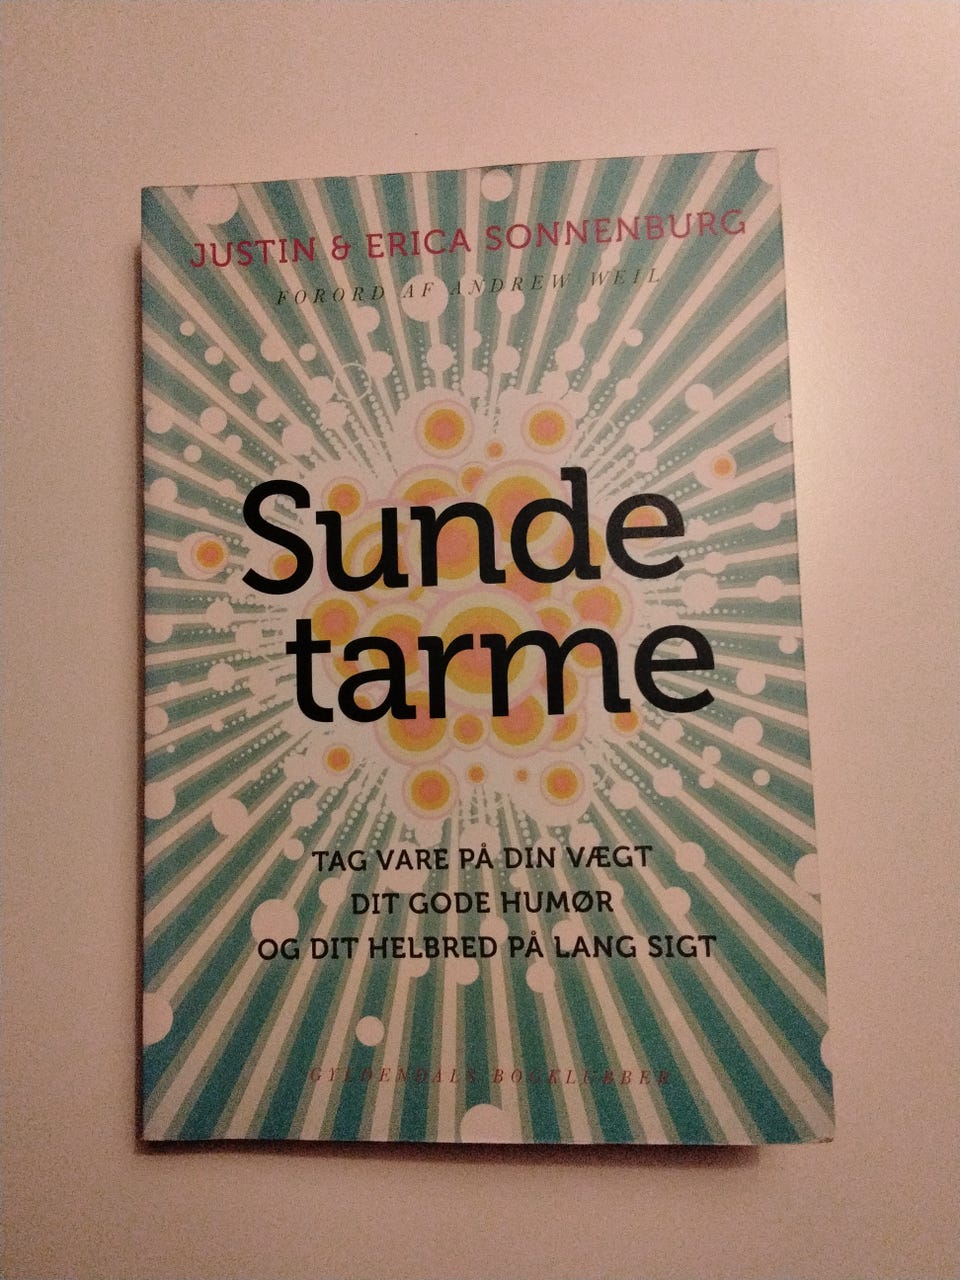 JUSTIN & ERICA SONNENBURG
FORORD AF ANDREW WEIL
Sunde
tarme
TAG VARE PÅ DIN VÆGT
DIT GODE HUMØR
OG DIT HELBRED PÅ LANG SIGT
GYLDENDALS BOGKLUBBER